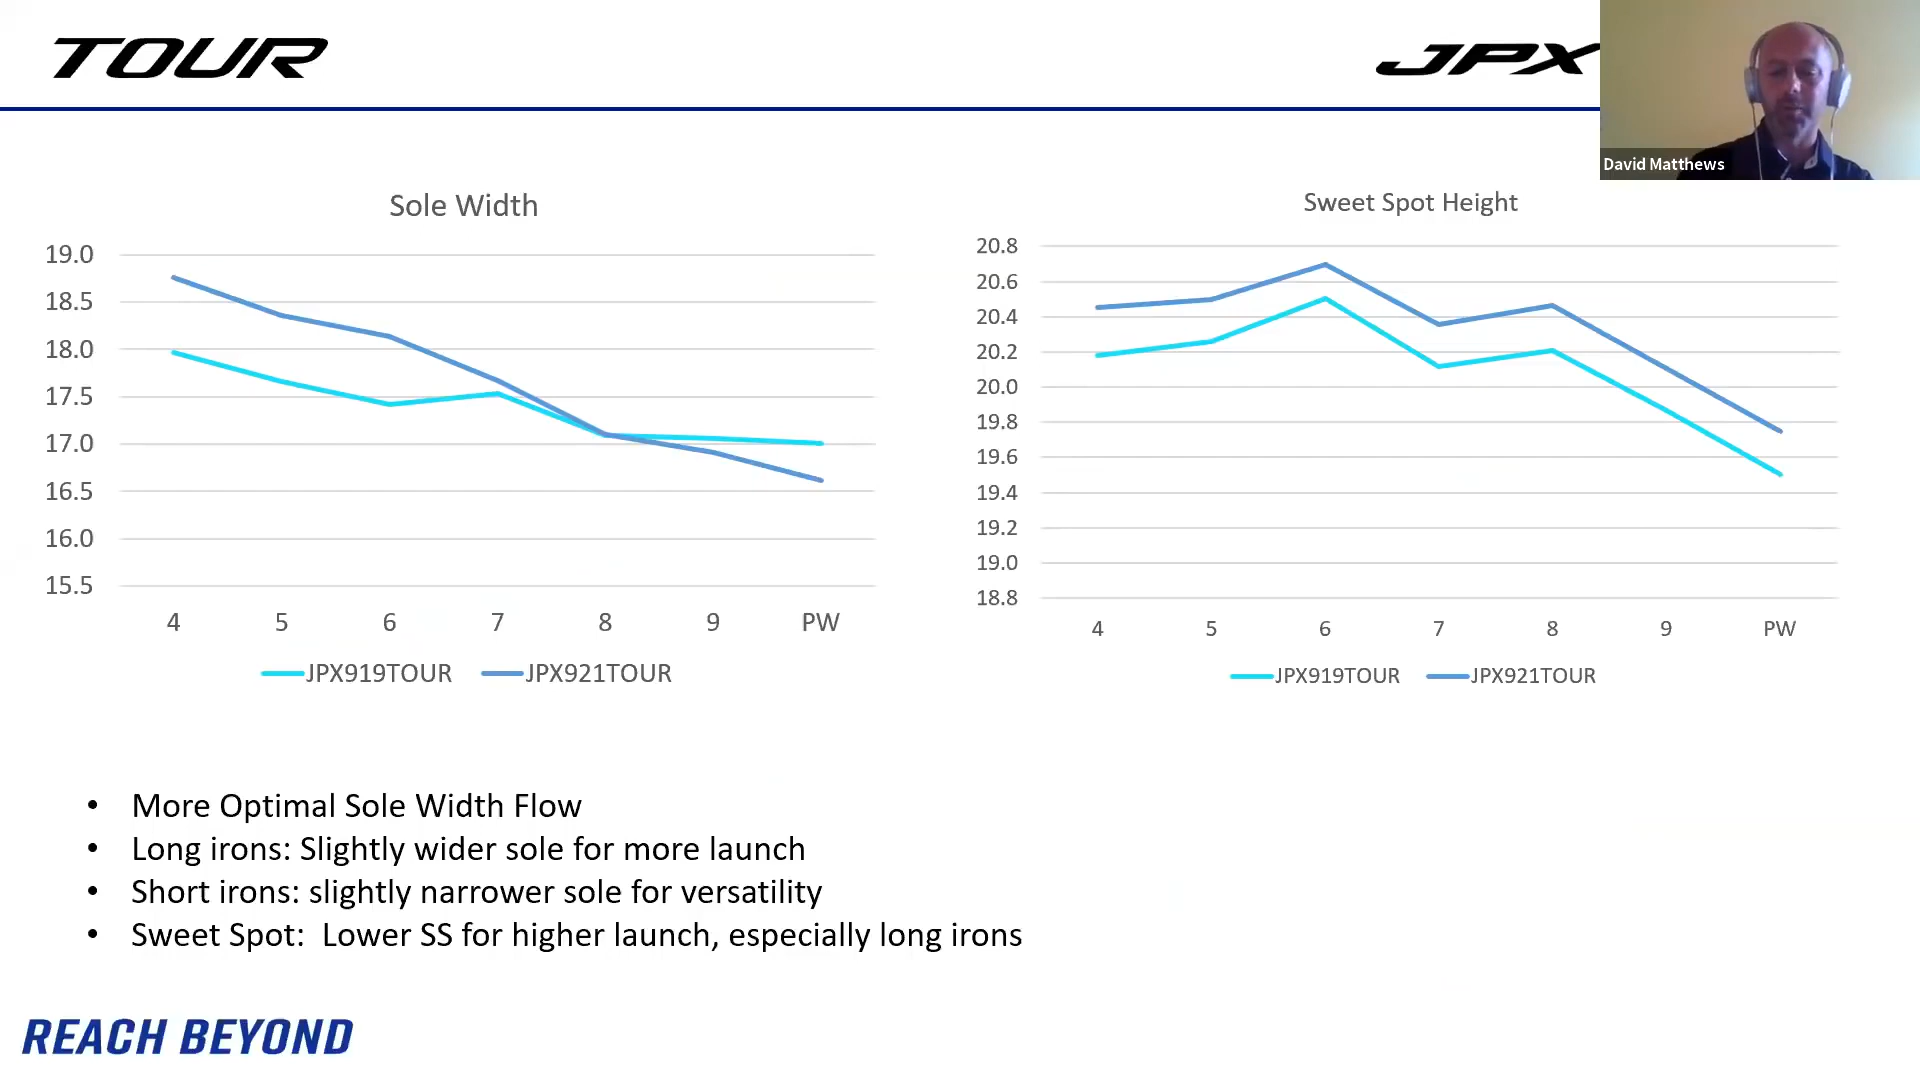 TOUR
JPX
David Matthews
Sole Width
19.0
18.5
18.0
17.5
17.0
16.5
16.0
15.5
4 5 6 7 8 9 PW
JPX919TOUR JPX921TOUR
Sweet Spot Height
20.8
20.6
20.4
20.2
20.0
19.8
19.6
19.4
19.2
19.0
18.8
4 5 6 7 8 9 PW
JPX919TOUR JPX921TOUR
• More Optimal Sole Width Flow
• Long irons: Slightly wider sole for more launch
• Short irons: slightly narrower sole for versatility
• Sweet Spot: Lower SS for higher launch, especially long irons
REACH BEYOND